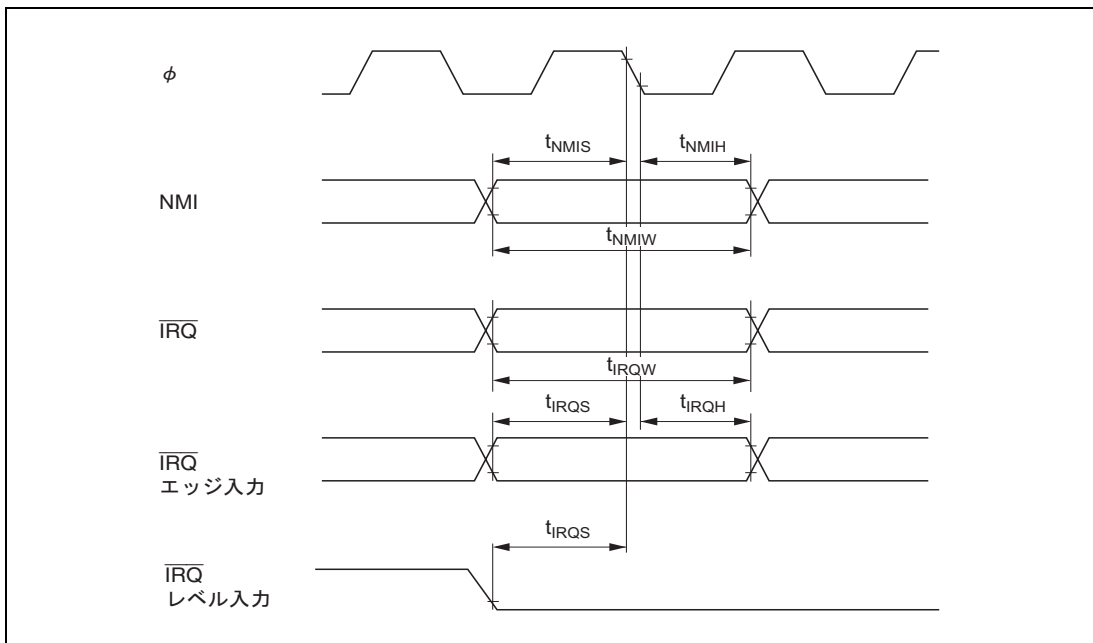 φ
tNMIS
tNMIH
NMI
tNMIW
IRQ
tIRQW
tIRQS
tIRQH
IRQ
エッジ入力
tIRQS
IRQ
レベル入力